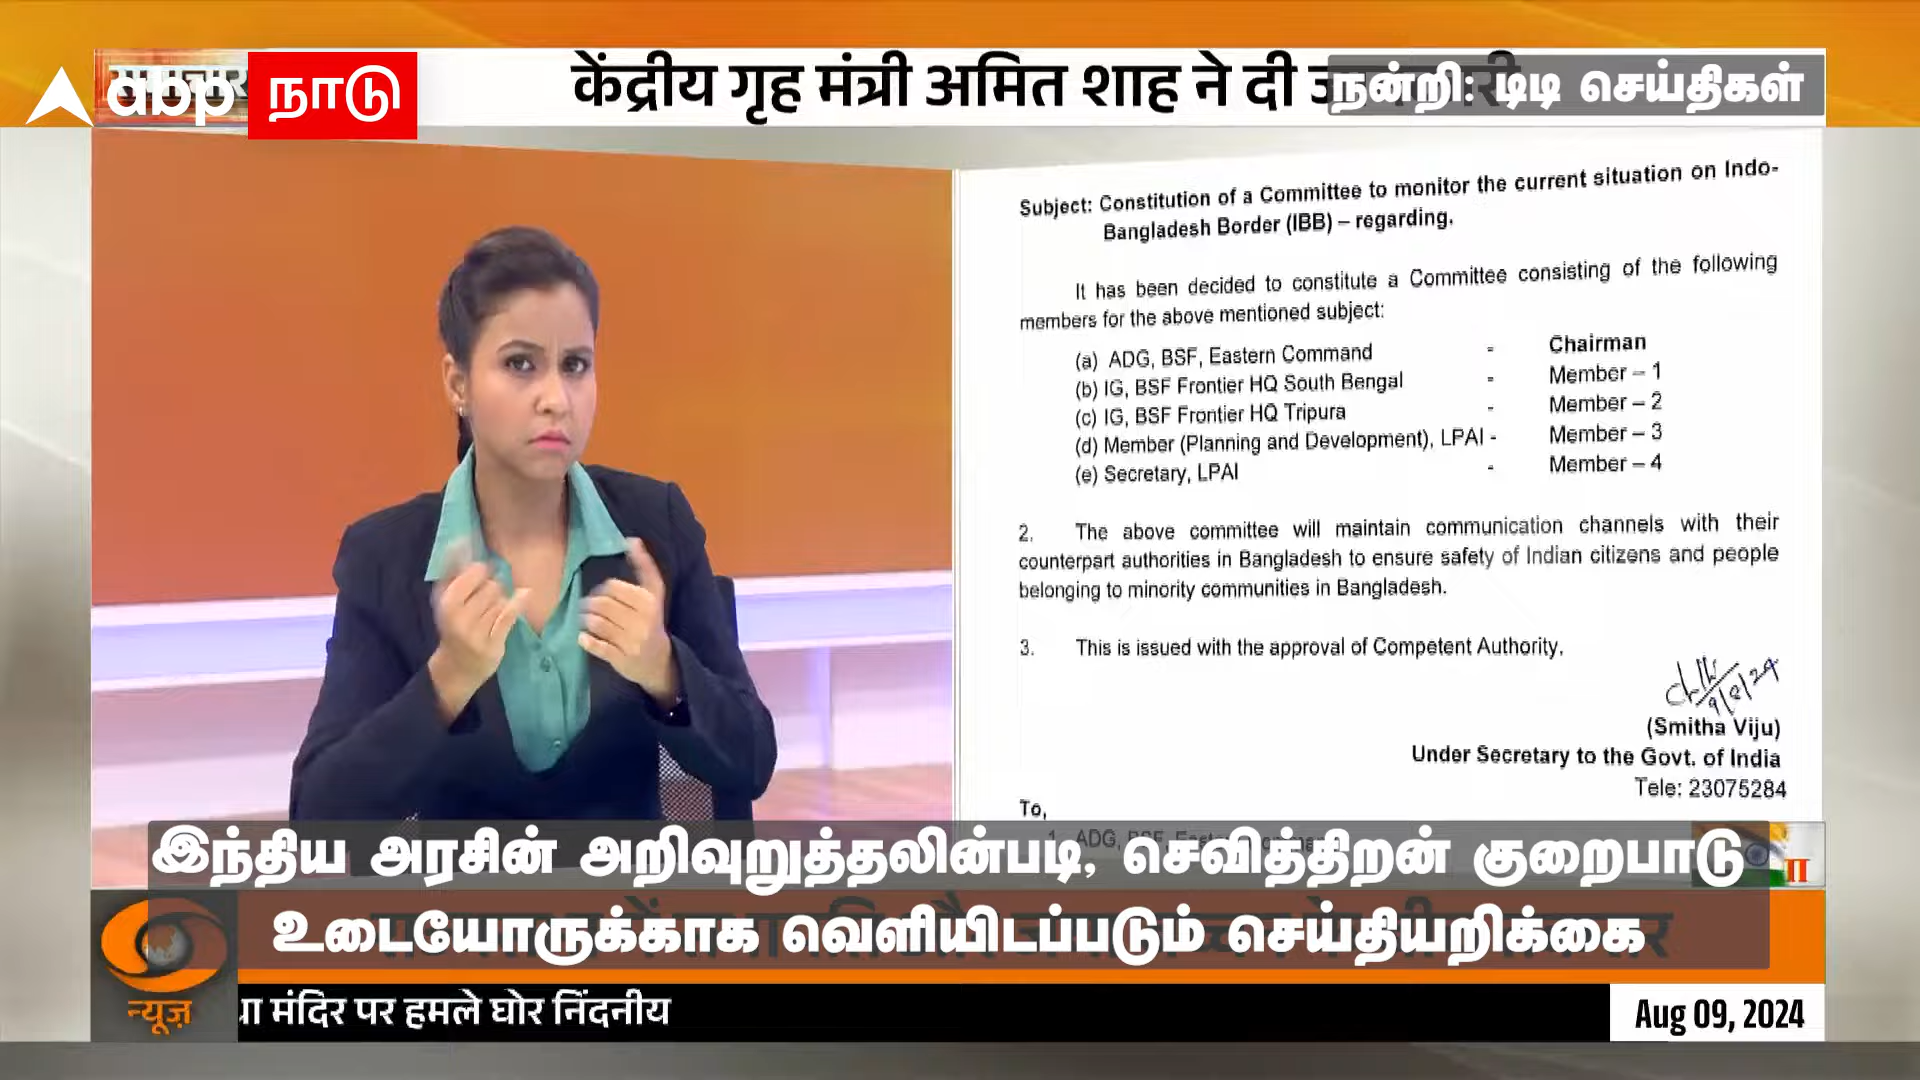 abp நாடு
केंद्रीय गृह मंत्री अमित शाह ने दी
நன்றி: டிடி செய்திகள்
Subject: Constitution of a Committee to monitor the current situation on Indo-
Bangladesh Border (IBB) – regarding.
It has been decided to constitute a Committee consisting of the following
members for the above mentioned subject:
(a) ADG, BSF, Eastern Command - Chairman
(b) IG, BSF Frontier HQ South Bengal - Member – 1
(c) IG, BSF Frontier HQ Tripura - Member – 2
(d) Member (Planning and Development), LPAI - Member – 3
(e) Secretary, LPAI - Member – 4
2. The above committee will maintain communication channels with their
counterpart authorities in Bangladesh to ensure safety of Indian citizens and people
belonging to minority communities in Bangladesh.
3. This is issued with the approval of Competent Authority.
9/8/24
(Smitha Viju)
Under Secretary to the Govt. of India
Tele: 23075284
To,
1. ADG, BSF,
இந்திய அரசின் அறிவுறுத்தலின்படி, செவித்திறன் குறைபாடு
உடையோருக்காக வெளியிடப்படும் செய்தியறிக்கை
न्यूज़
मंदिर पर हमले घोर निंदनीय
Aug 09, 2024